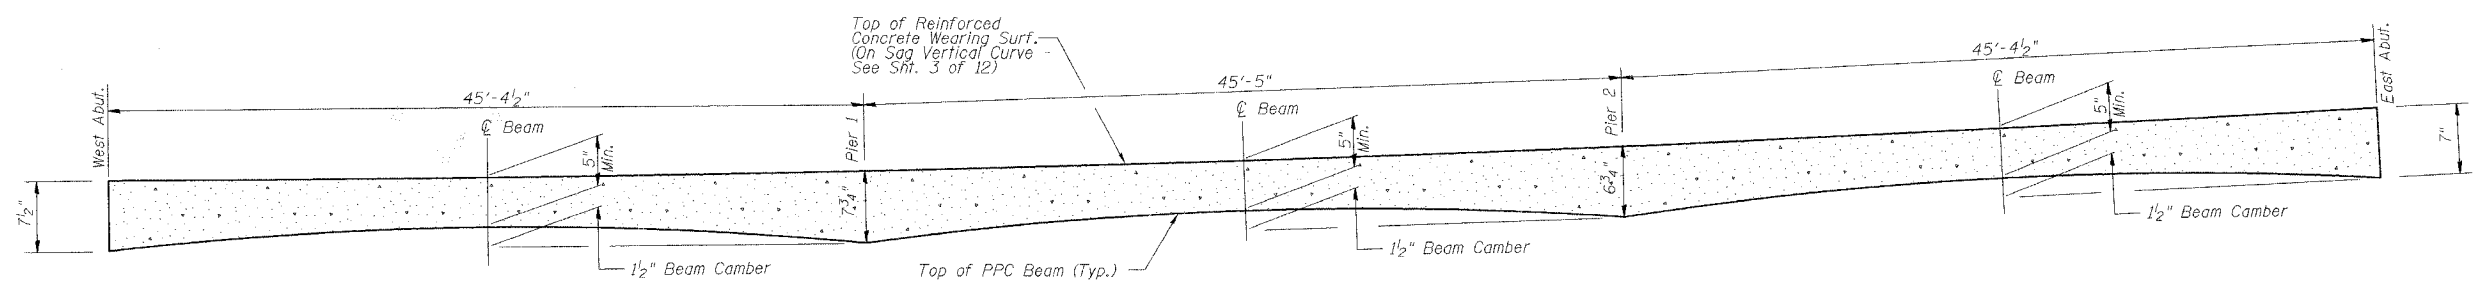 Top of Reinforced
Concrete Wearing Surf.
(On Sag Vertical Curve -
See Sht. 3 of 12)
West Abut.
45'-4½"
℄ Beam
5"
Min.
7½"
1½" Beam Camber
Pier 1
7¾"
45'-5"
℄ Beam
5"
Min.
1½" Beam Camber
Top of PPC Beam (Typ.)
Pier 2
6¾"
45'-4½"
℄ Beam
5"
Min.
1½" Beam Camber
East Abut.
7"